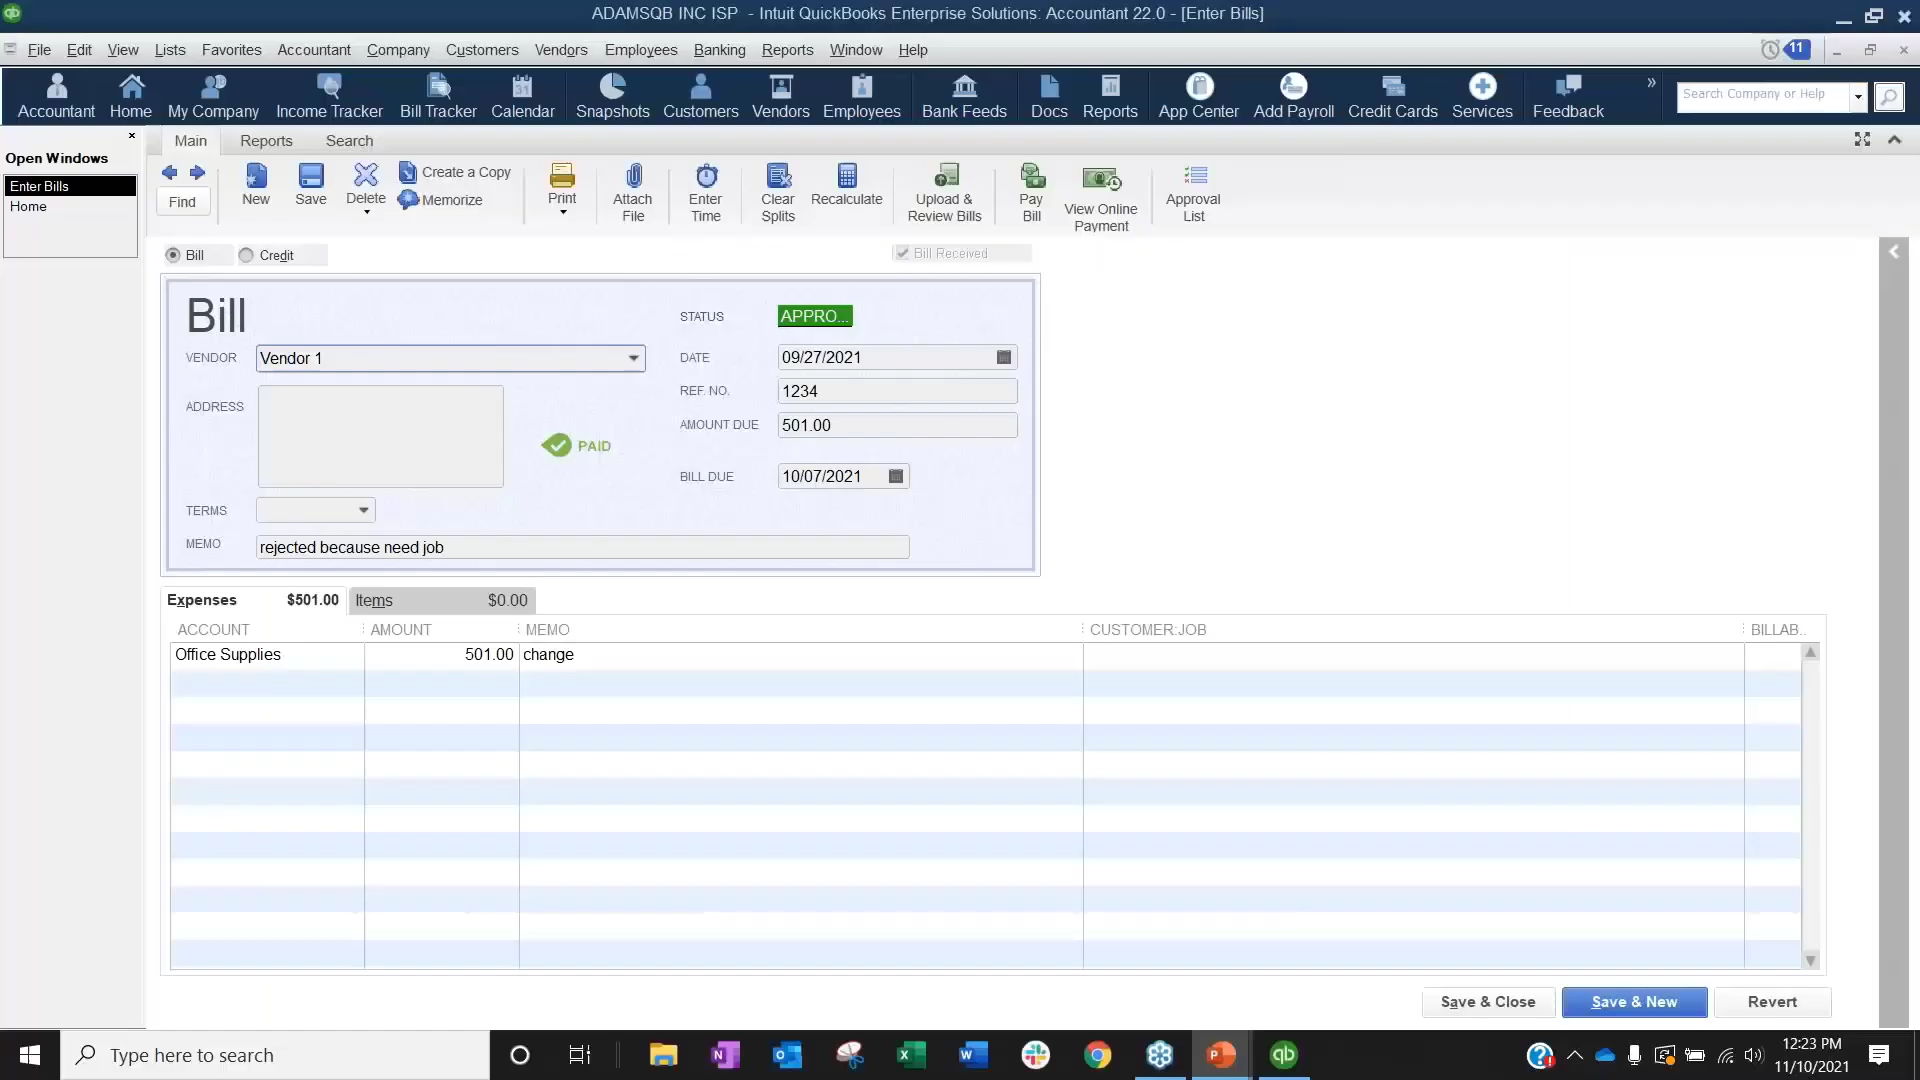 ADAMSQB INC ISP - Intuit QuickBooks Enterprise Solutions: Accountant 22.0 - [Enter Bills]
File Edit View Lists Favorites Accountant Company Customers Vendors Employees Banking Reports Window Help
11
Accountant Home My Company Income Tracker Bill Tracker Calendar Snapshots Customers Vendors Employees Bank Feeds Docs Reports App Center Add Payroll Credit Cards Services Feedback » Search Company or Help
Open Windows
Enter Bills
Home
Main Reports Search
Find
New Save Delete
Create a Copy
Memorize
Print
Attach File
Enter Time
Clear Splits
Recalculate
Upload & Review Bills
Pay Bill
View Online Payment
Approval List
Bill Credit Bill Received
Bill
STATUS APPRO...
VENDOR Vendor 1
DATE 09/27/2021
REF. NO. 1234
ADDRESS
AMOUNT DUE 501.00
PAID
BILL DUE 10/07/2021
TERMS
MEMO rejected because need job
Expenses $501.00 Items $0.00
ACCOUNT AMOUNT MEMO CUSTOMER:JOB BILLAB..
Office Supplies 501.00 change
Save & Close Save & New Revert
Type here to search
12:23 PM
11/10/2021